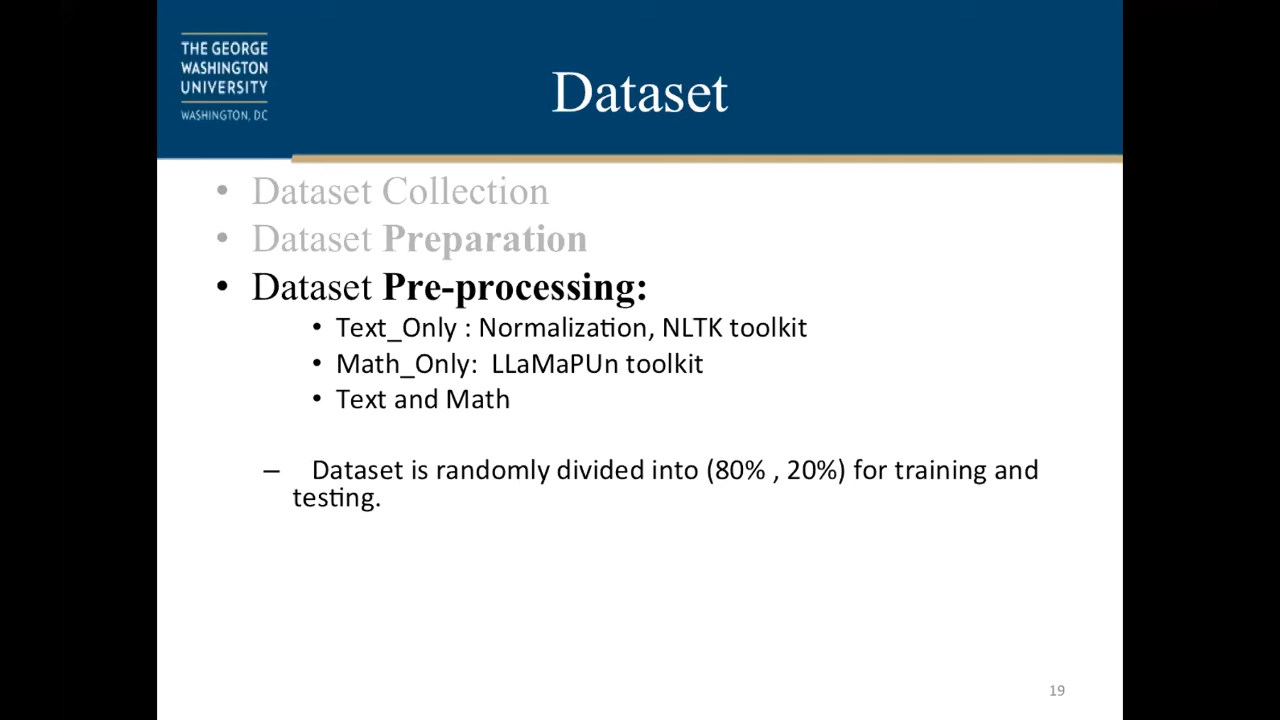 THE GEORGE
WASHINGTON
UNIVERSITY
WASHINGTON, DC
Dataset
• Dataset Collection
• Dataset Preparation
• Dataset Pre-processing:
• Text_Only : Normalization, NLTK toolkit
• Math_Only: LLaMaPUn toolkit
• Text and Math
– Dataset is randomly divided into (80% , 20%) for training and
testing.
19